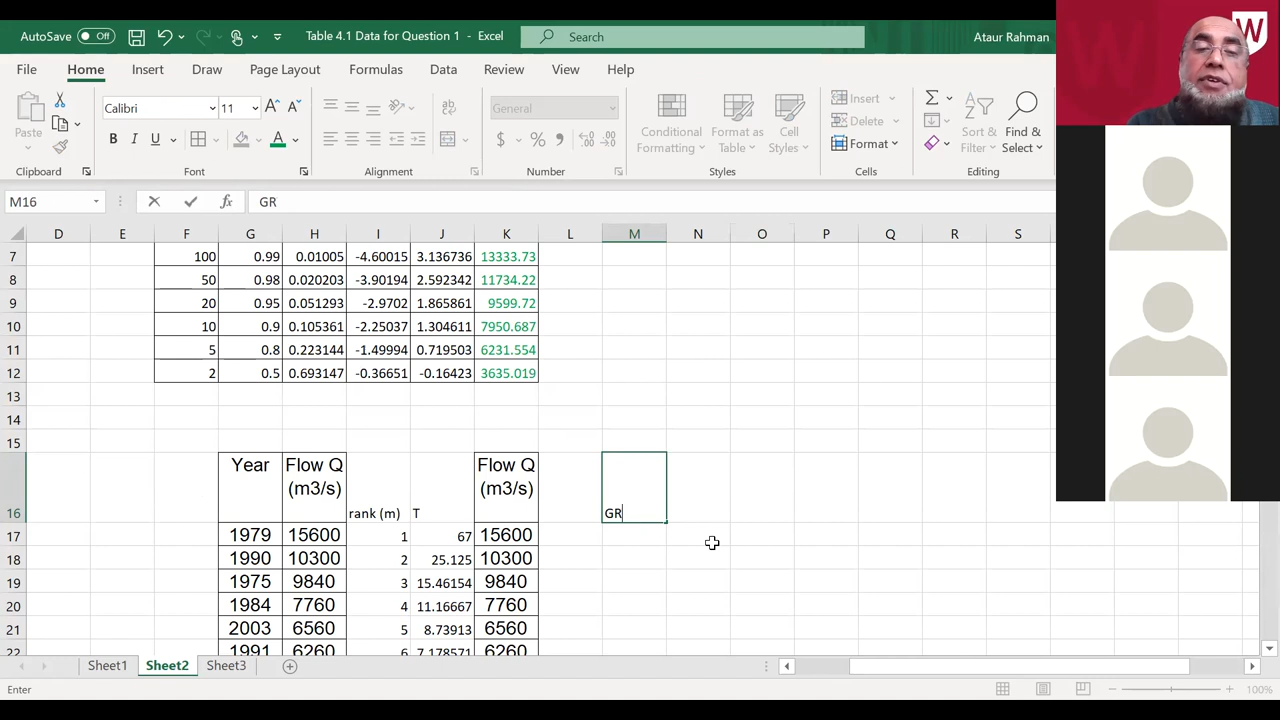 AutoSave Off Table 4.1 Data for Question 1 - Excel Search Ataur Rahman W
File Home Insert Draw Page Layout Formulas Data Review View Help
Paste Calibri 11 A A ab General Conditional Formatting Format as Table Cell Styles Insert Delete Format Sort & Filter Find & Select
B I U A $ % 
Clipboard Font Alignment Number Styles Cells Editing
M16 fx GR
D E F G H I J K L M N O P Q R S
7 100 0.99 0.01005 -4.60015 3.136736 13333.73
8 50 0.98 0.020203 -3.90194 2.592342 11734.22
9 20 0.95 0.051293 -2.9702 1.865861 9599.72
10 10 0.9 0.105361 -2.25037 1.304611 7950.687
11 5 0.8 0.223144 -1.49994 0.719503 6231.554
12 2 0.5 0.693147 -0.36651 -0.16423 3635.019
13
14
15
16 Year Flow Q (m3/s) rank (m) T Flow Q (m3/s) GR
17 1979 15600 1 67 15600
18 1990 10300 2 25.125 10300
19 1975 9840 3 15.46154 9840
20 1984 7760 4 11.16667 7760
21 2003 6560 5 8.73913 6560
22 1991 6260 6 7.178571 6260
Sheet1 Sheet2 Sheet3
Enter 100%